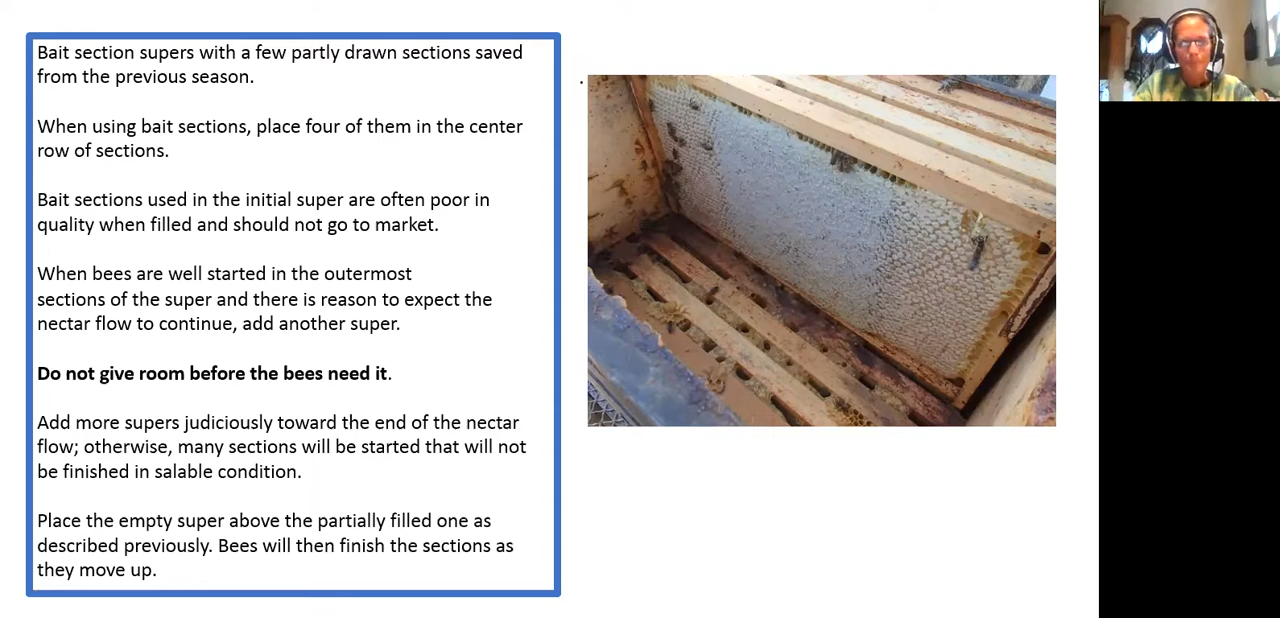 Bait section supers with a few partly drawn sections saved
from the previous season.
When using bait sections, place four of them in the center
row of sections.
Bait sections used in the initial super are often poor in
quality when filled and should not go to market.
When bees are well started in the outermost
sections of the super and there is reason to expect the
nectar flow to continue, add another super.
Do not give room before the bees need it.
Add more supers judiciously toward the end of the nectar
flow; otherwise, many sections will be started that will not
be finished in salable condition.
Place the empty super above the partially filled one as
described previously. Bees will then finish the sections as
they move up.